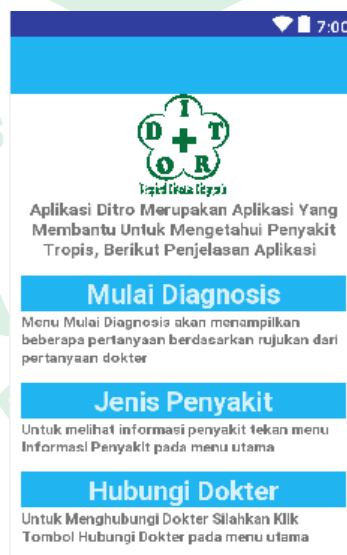 7:00
I
D T
O R
Aplikasi Ditro Merupakan Aplikasi Yang
Membantu Untuk Mengetahui Penyakit
Tropis, Berikut Penjelasan Aplikasi
Mulai Diagnosis
Menu Mulai Diagnosis akan menampilkan
beberapa pertanyaan berdasarkan rujukan dari
pertanyaan dokter
Jenis Penyakit
Untuk melihat informasi penyakit tekan menu
Informasi Penyakit pada menu utama
Hubungi Dokter
Untuk Menghubungi Dokter Silahkan Klik
Tombol Hubungi Dokter pada menu utama